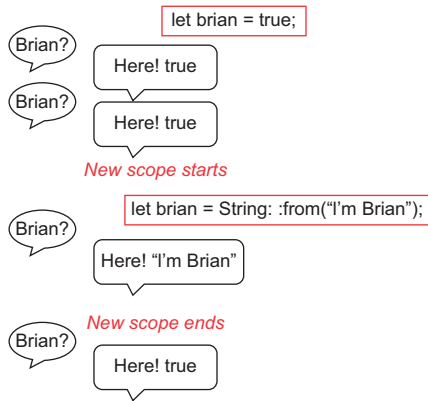 let brian = true;
Brian?
Here! true
Brian?
Here! true
New scope starts
let brian = String: :from(“I’m Brian”);
Brian?
Here! “I’m Brian”
New scope ends
Brian?
Here! true